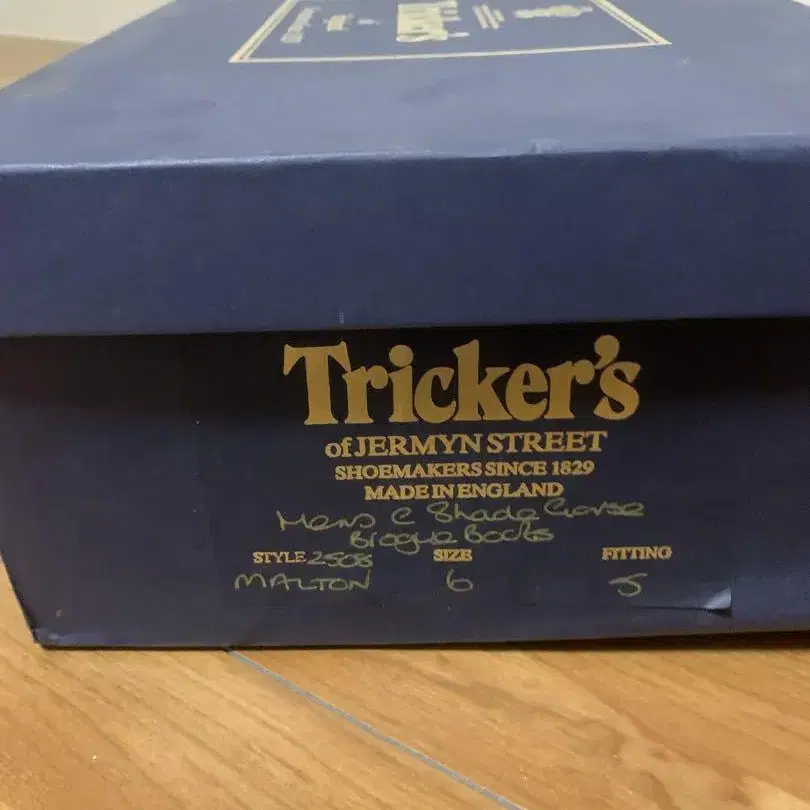 Tricker's
of JERMYN STREET
SHOEMAKERS SINCE 1829
MADE IN ENGLAND
Mens C Shade Gorse
Brogue Boots
STYLE 2508 SIZE FITTING
MALTON 6 5